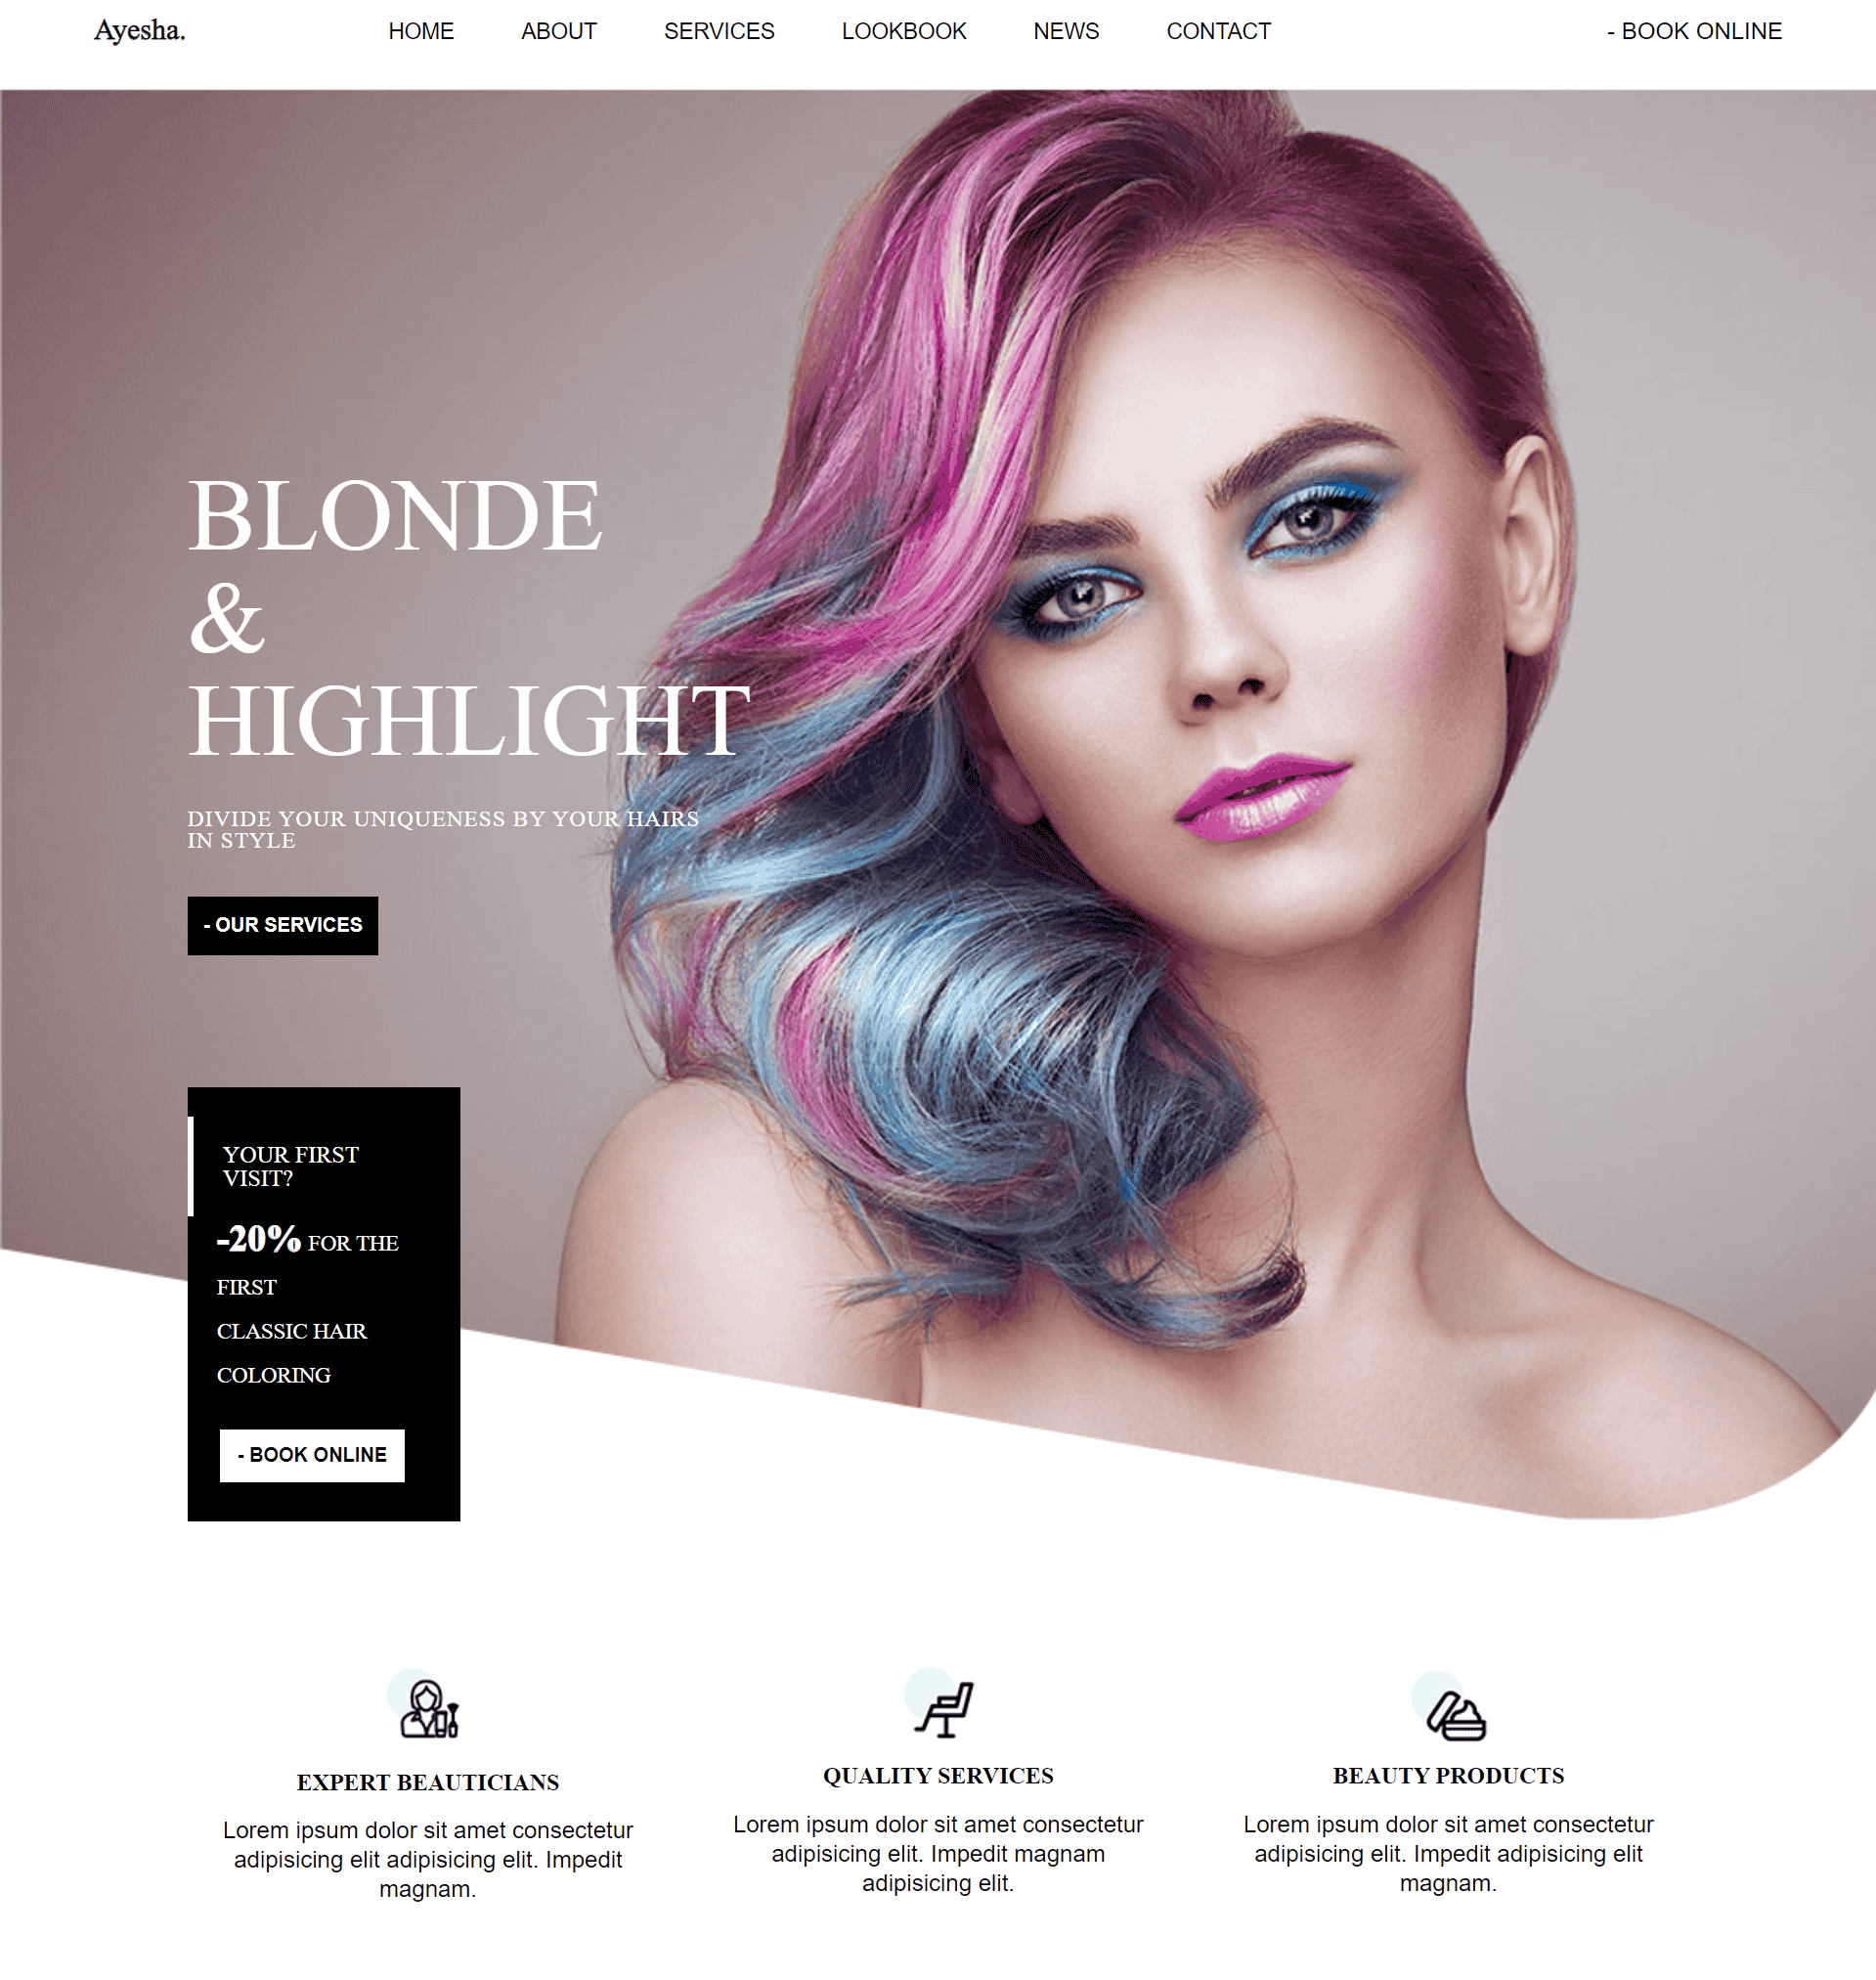 Ayesha. HOME ABOUT SERVICES LOOKBOOK NEWS CONTACT - BOOK ONLINE
BLONDE
&
HIGHLIGHT
DIVIDE YOUR UNIQUENESS BY YOUR HAIRS
IN STYLE
- OUR SERVICES
YOUR FIRST
VISIT?
-20% FOR THE
FIRST
CLASSIC HAIR
COLORING
- BOOK ONLINE
EXPERT BEAUTICIANS
Lorem ipsum dolor sit amet consectetur
adipisicing elit adipisicing elit. Impedit
magnam.
QUALITY SERVICES
Lorem ipsum dolor sit amet consectetur
adipisicing elit. Impedit magnam
adipisicing elit.
BEAUTY PRODUCTS
Lorem ipsum dolor sit amet consectetur
adipisicing elit. Impedit adipisicing elit
magnam.